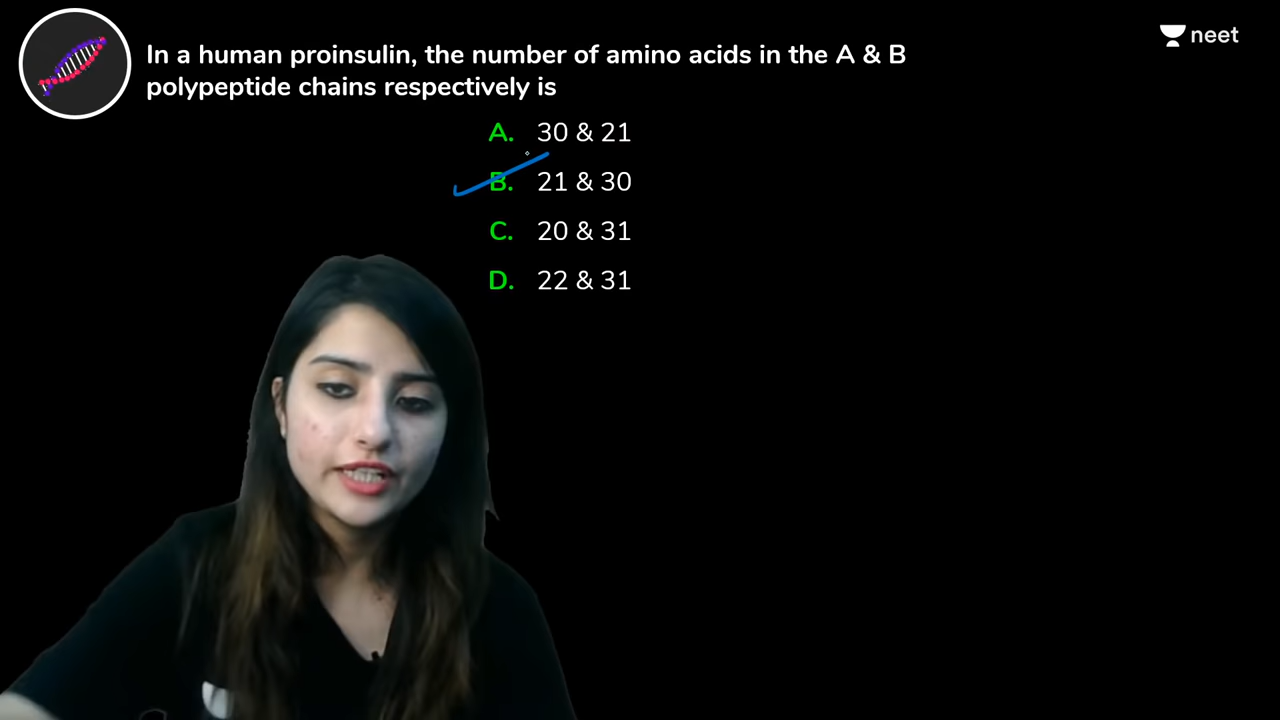 In a human proinsulin, the number of amino acids in the A & B
polypeptide chains respectively is
A. 30 & 21
B. 21 & 30
C. 20 & 31
D. 22 & 31
neet